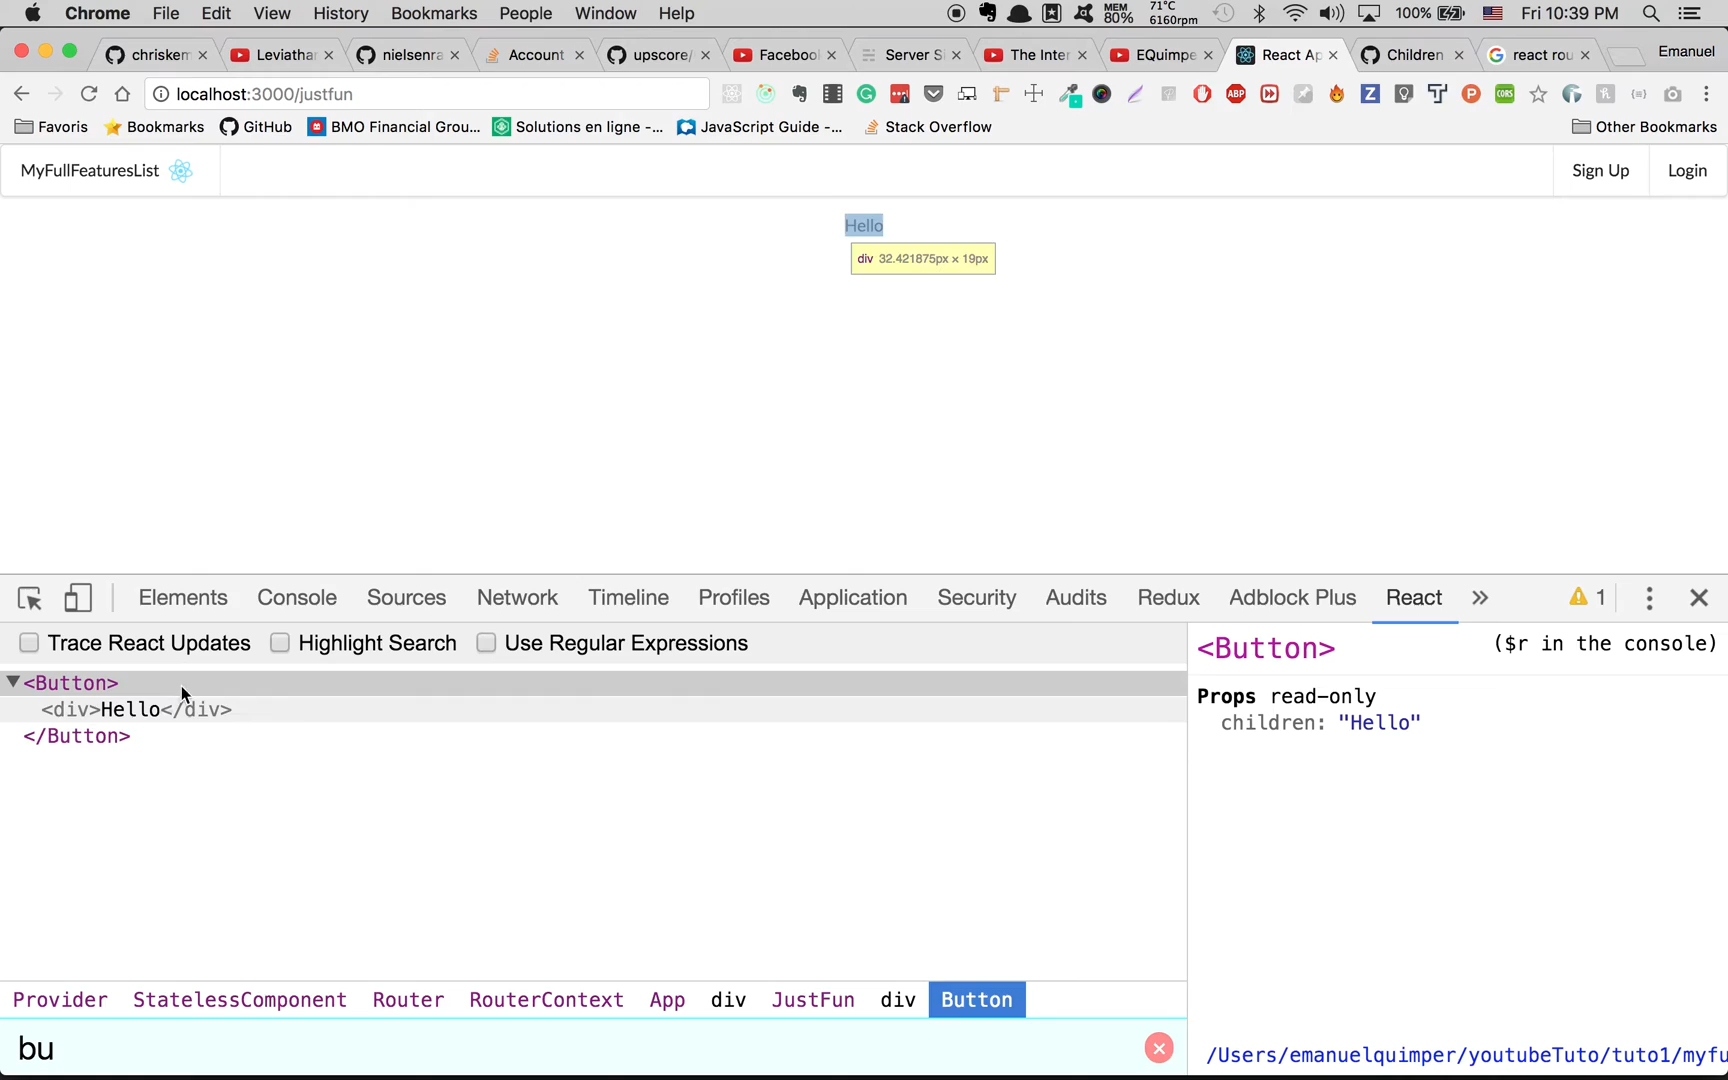 Chrome File Edit View History Bookmarks People Window Help MEM 80% 71°C 6160rpm 100% Fri 10:39 PM
chriskem Leviathan nielsenra Account upscore/ Facebook Server Si The Inter EQuimpe React Ap Children react rou Emanuel
localhost:3000/justfun
Favoris Bookmarks GitHub BMO Financial Grou... Solutions en ligne -... JavaScript Guide -... Stack Overflow Other Bookmarks
MyFullFeaturesList Sign Up Login
Hello
div 32.421875px × 19px
Elements Console Sources Network Timeline Profiles Application Security Audits Redux Adblock Plus React » 1
Trace React Updates Highlight Search Use Regular Expressions
<Button> ($r in the console)
<Button>
Props read-only
<div>Hello</div>
children: "Hello"
</Button>
Provider StatelessComponent Router RouterContext App div JustFun div Button
bu
/Users/emanuelquimper/youtubeTuto/tuto1/myfu